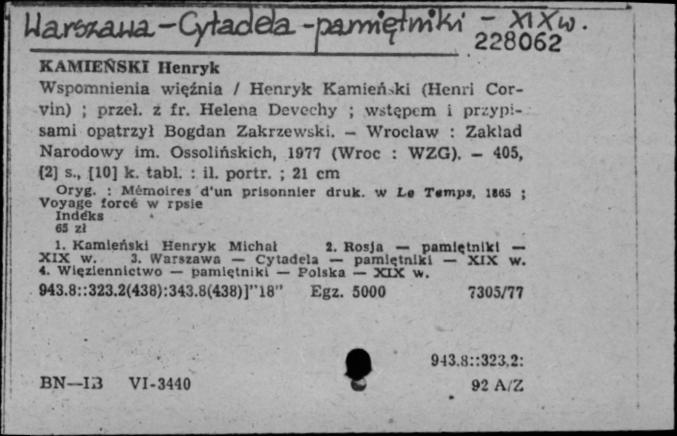 Warszawa - Cytadela - pamiętniki - XIX w.
228062
KAMIEŃSKI Henryk
Wspomnienia więźnia / Henryk Kamieński (Henri Cor-
vin) ; przeł. z fr. Helena Devechy ; wstępem i przypi-
sami opatrzył Bogdan Zakrzewski. — Wrocław : Zakład
Narodowy im. Ossolińskich, 1977 (Wroc : WZG). — 405,
[2] s., [10] k. tabl. : il. portr. ; 21 cm
Oryg. : Mémoires d'un prisonnier druk. w Le Temps, 1865 ;
Voyage forcé w rpsie
Indeks
65 zł
1. Kamieński Henryk Michał 2. Rosja — pamiętniki —
XIX w. 3. Warszawa — Cytadela — pamiętniki — XIX w.
4. Więziennictwo — pamiętniki — Polska — XIX w.
943.8::323.2(438):343.8(438)]"18" Egz. 5000 7305/77
943.8::323.2:
BN—IB VI-3440 92 A/Z